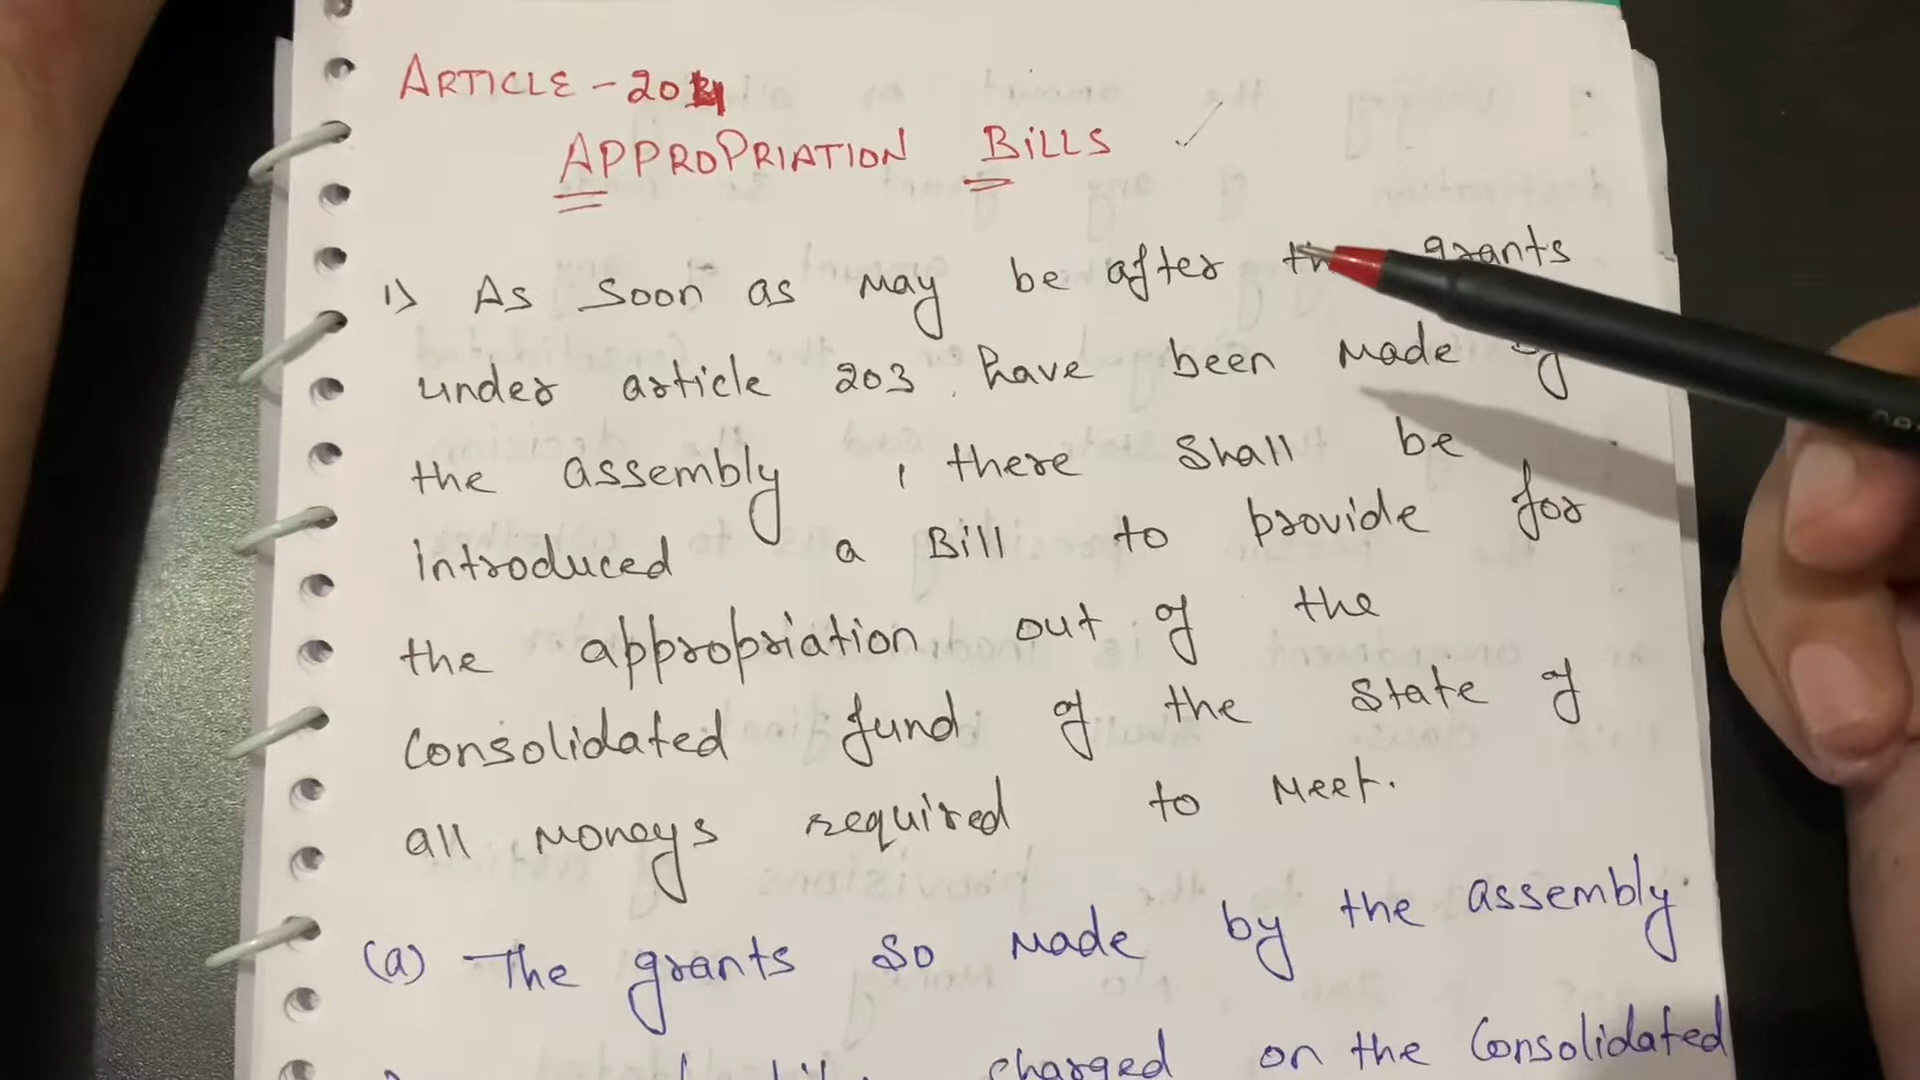 ARTICLE - 204
APPROPRIATION BILLS
1) As soon as may be after the grants
under article 203 have been made by
the assembly, there shall be
introduced a Bill to provide for
the appropriation out of the
consolidated fund of the State of
all moneys required to meet.
(a) The grants so made by the assembly.
charged on the Consolidated